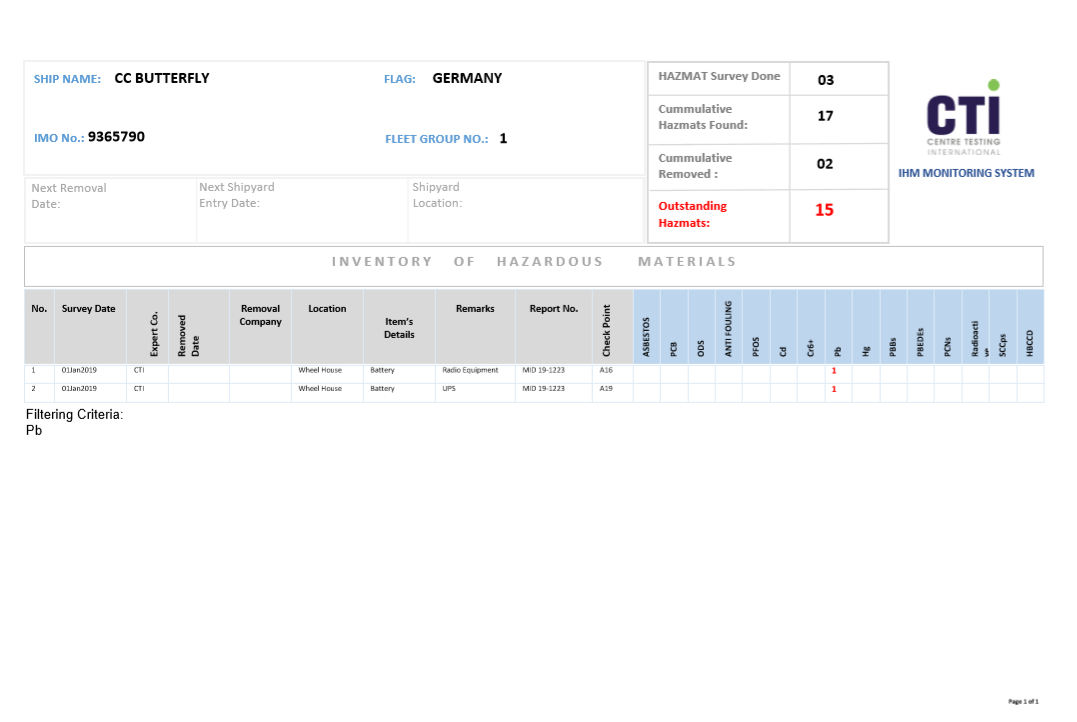 SHIP NAME: CC BUTTERFLY FLAG: GERMANY
IMO No.: 9365790 FLEET GROUP NO.: 1
Next Removal Date:
Next Shipyard Entry Date:
Shipyard Location:
HAZMAT Survey Done 03
Cummulative Hazmats Found: 17
Cummulative Removed : 02
Outstanding Hazmats: 15
CTI
CENTRE TESTING
INTERNATIONAL
IHM MONITORING SYSTEM
INVENTORY OF HAZARDOUS MATERIALS
No. Survey Date Expert Co. Removed Date Removal Company Location Item's Details Remarks Report No. Check Point ASBESTOS PCB ODS ANTI FOULING PFOS Cd Cr6+ Pb Hg PBBs PBEDEs PCNs Radioacti SCCps HBCCD
1 01Jan2019 CTI Wheel House Battery Radio Equipment MID 19-1223 A16 1
2 01Jan2019 CTI Wheel House Battery UPS MID 19-1223 A19 1
Filtering Criteria:
Pb
Page 1 of 1